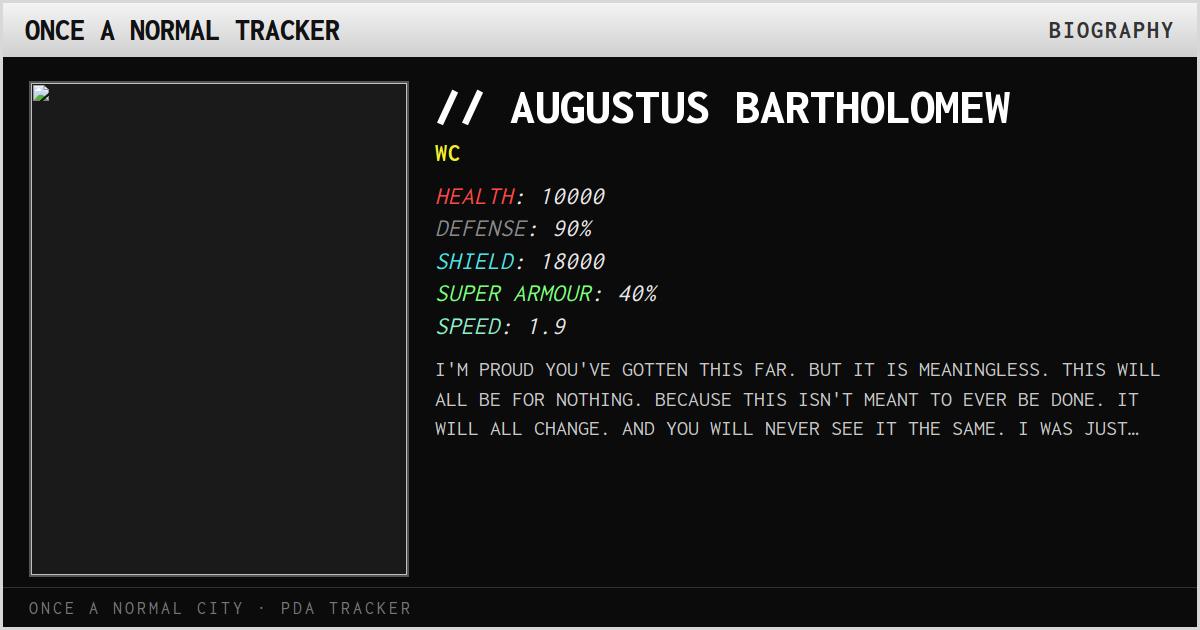 ONCE A NORMAL TRACKER
BIOGRAPHY
// AUGUSTUS BARTHOLOMEW
WC
HEALTH: 10000
DEFENSE: 90%
SHIELD: 18000
SUPER ARMOUR: 40%
SPEED: 1.9
I'M PROUD YOU'VE GOTTEN THIS FAR. BUT IT IS MEANINGLESS. THIS WILL
ALL BE FOR NOTHING. BECAUSE THIS ISN'T MEANT TO EVER BE DONE. IT
WILL ALL CHANGE. AND YOU WILL NEVER SEE IT THE SAME. I WAS JUST…
ONCE A NORMAL CITY · PDA TRACKER